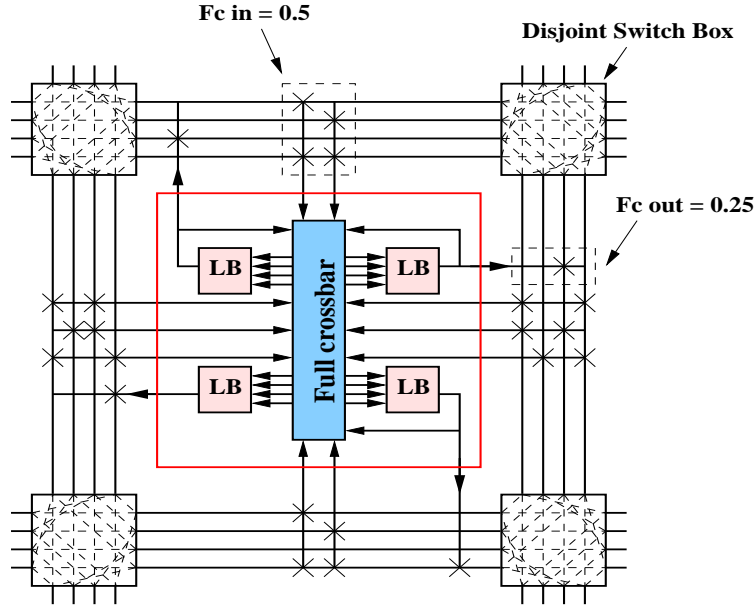 Fc in = 0.5
Disjoint Switch Box
Fc out = 0.25
LB
LB
Full crossbar
LB
LB